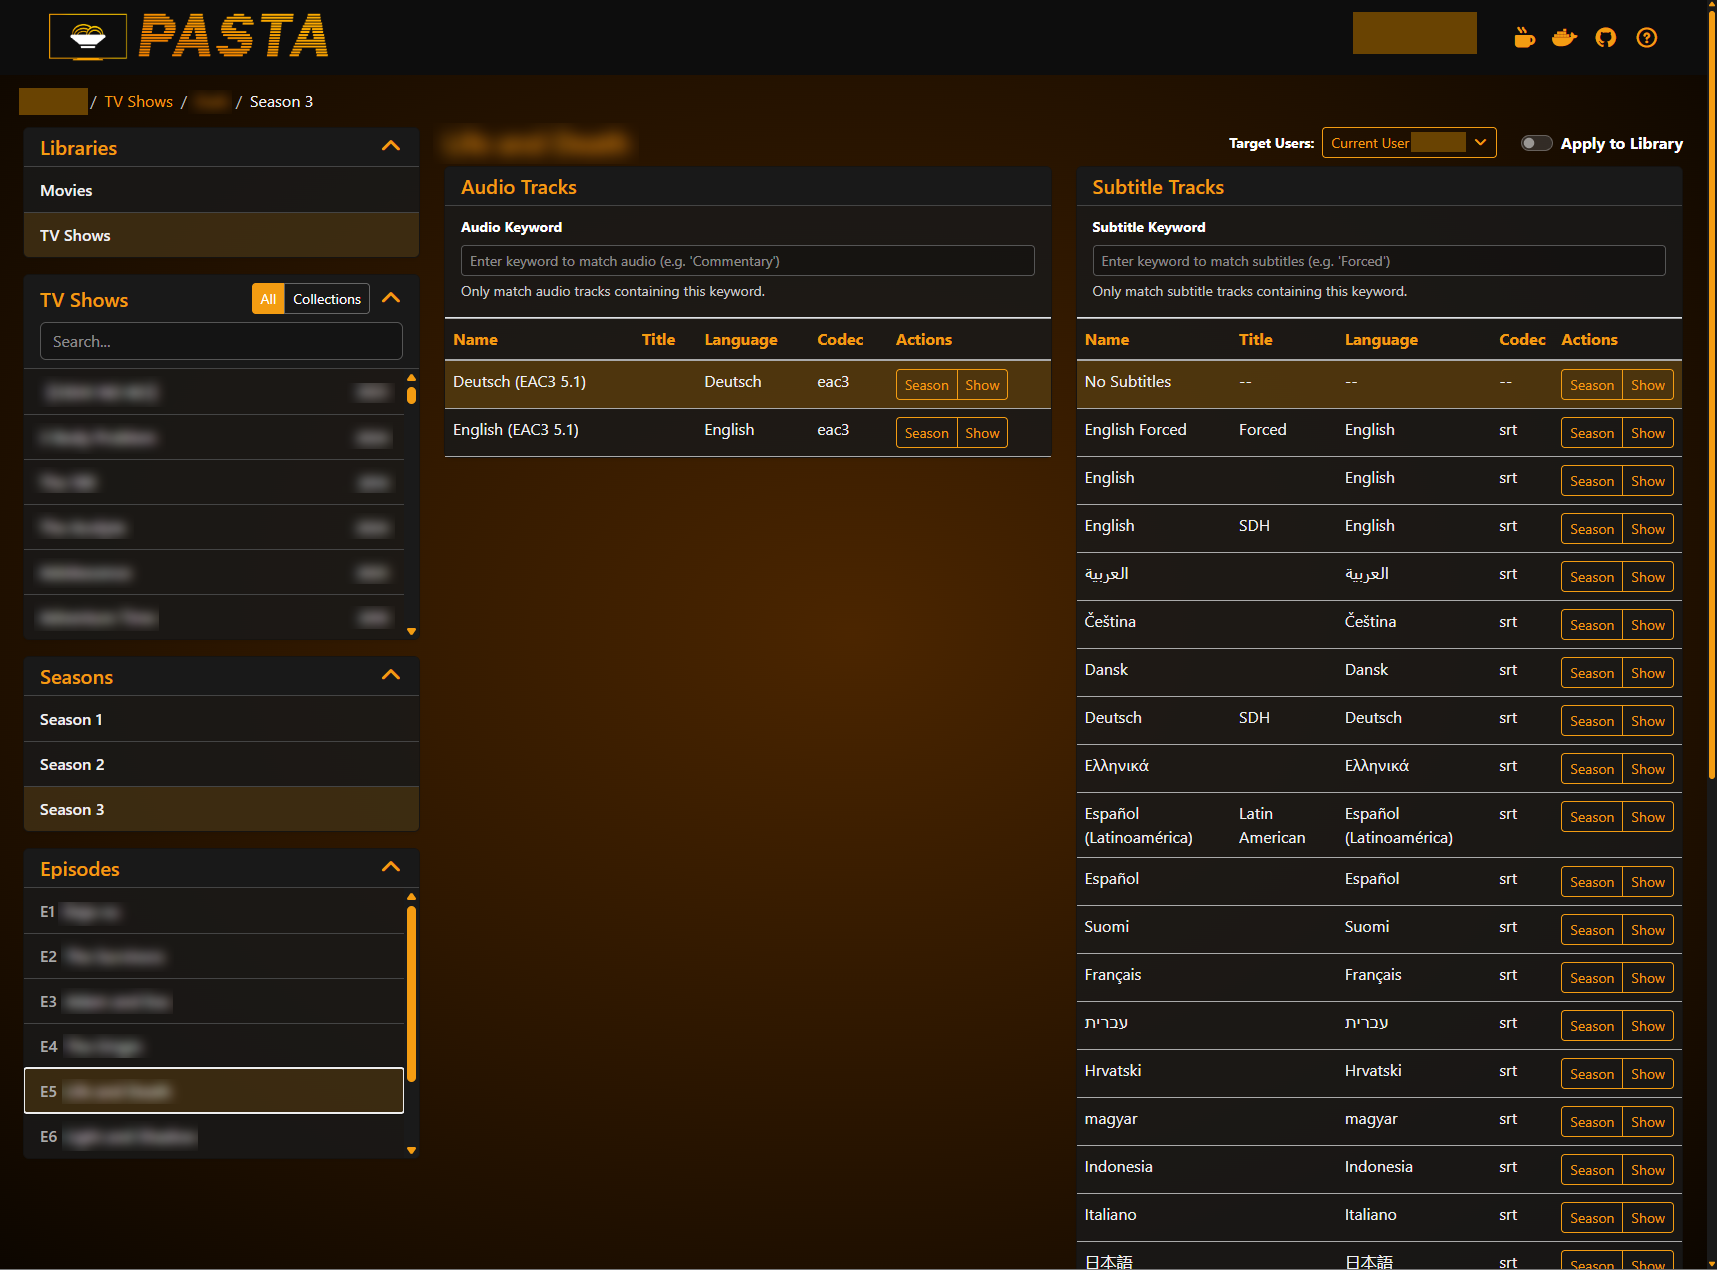 PASTA
/ TV Shows / / Season 3
Libraries
Movies
TV Shows
TV Shows All Collections
Search...
Seasons
Season 1
Season 2
Season 3
Episodes
E1
E2
E3
E4
E5
E6
Target Users: Current User Apply to Library
Audio Tracks
Audio Keyword
Enter keyword to match audio (e.g. 'Commentary')
Only match audio tracks containing this keyword.
Name Title Language Codec Actions
Deutsch (EAC3 5.1) Deutsch eac3 Season Show
English (EAC3 5.1) English eac3 Season Show
Subtitle Tracks
Subtitle Keyword
Enter keyword to match subtitles (e.g. 'Forced')
Only match subtitle tracks containing this keyword.
Name Title Language Codec Actions
No Subtitles -- -- -- Season Show
English Forced Forced English srt Season Show
English English srt Season Show
English SDH English srt Season Show
العربية العربية srt Season Show
Čeština Čeština srt Season Show
Dansk Dansk srt Season Show
Deutsch SDH Deutsch srt Season Show
Ελληνικά Ελληνικά srt Season Show
Español Latin Español srt Season Show
(Latinoamérica) American (Latinoamérica)
Español Español srt Season Show
Suomi Suomi srt Season Show
Français Français srt Season Show
עברית עברית srt Season Show
Hrvatski Hrvatski srt Season Show
magyar magyar srt Season Show
Indonesia Indonesia srt Season Show
Italiano Italiano srt Season Show
日本語 日本語 srt Season Show